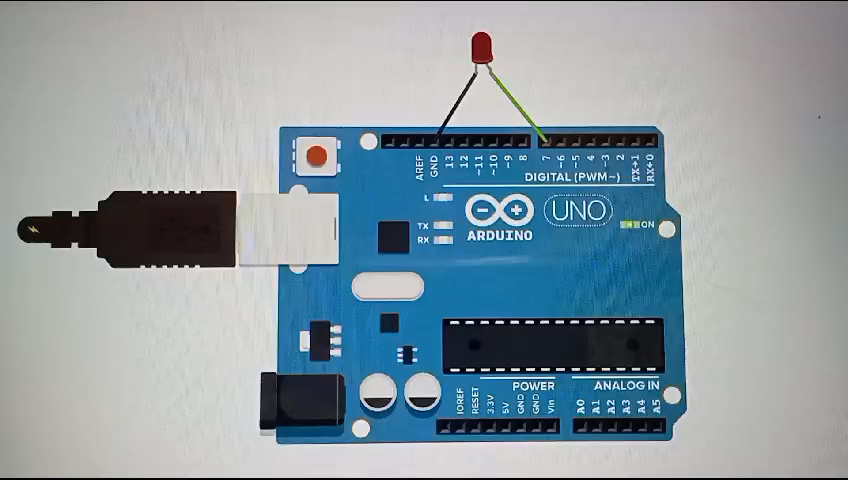 AREF
GND
13
12
~11
~10
~9
8
7
~6
~5
4
~3
2
TX→1
RX←0
DIGITAL (PWM~)
L
TX
RX
ARDUINO
UNO
ON
POWER
ANALOG IN
IOREF
RESET
3.3V
5V
GND
GND
Vin
A0
A1
A2
A3
A4
A5